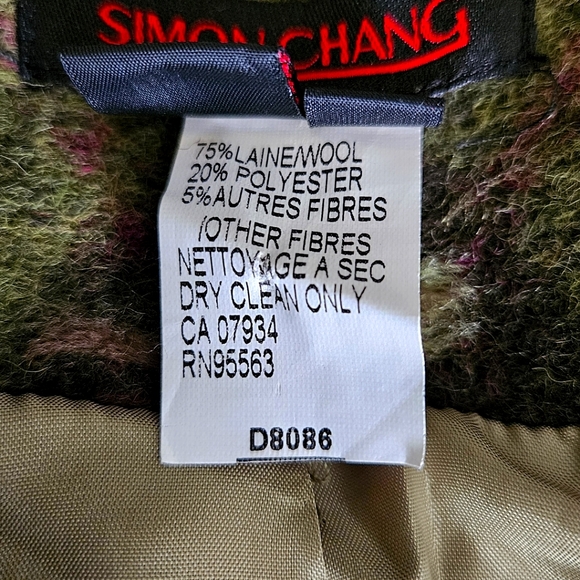 SIMON CHANG
75%LAINE/WOOL
20% POLYESTER
5%AUTRES FIBRES
/OTHER FIBRES
NETTOYAGE A SEC
DRY CLEAN ONLY
CA 07934
RN95563
D8086